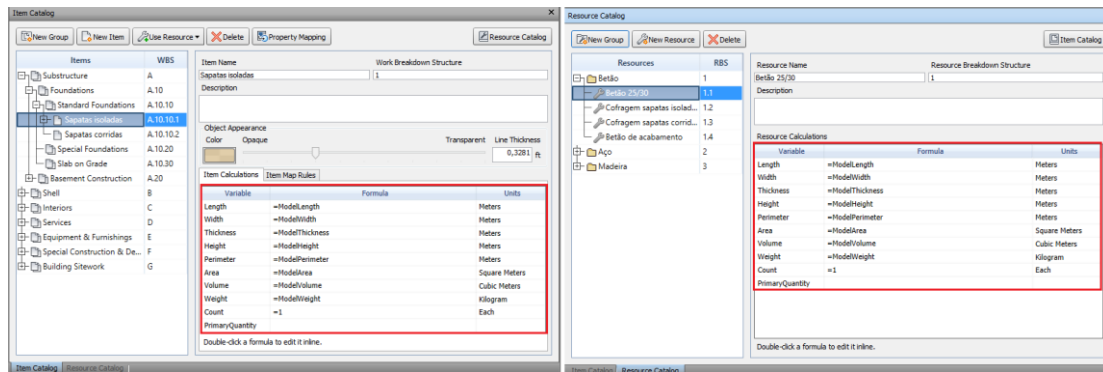 Item Catalog
New Group New Item Use Resource Delete Property Mapping Resource Catalog
Items WBS
Substructure A
Foundations A.10
Standard Foundations A.10.10
Sapatas isoladas A.10.10.1
Sapatas corridas A.10.10.2
Special Foundations A.10.20
Slab on Grade A.10.30
Basement Construction A.20
Shell B
Interiors C
Services D
Equipment & Furnishings E
Special Construction & De... F
Building Sitework G
Item Name Work Breakdown Structure
Sapatas isoladas 1
Description
Object Appearance
Color Opaque Transparent Line Thickness
0,3281 ft
Item Calculations Item Map Rules
Variable Formula Units
Length =ModelLength Meters
Width =ModelWidth Meters
Thickness =ModelThickness Meters
Height =ModelHeight Meters
Perimeter =ModelPerimeter Meters
Area =ModelArea Square Meters
Volume =ModelVolume Cubic Meters
Weight =ModelWeight Kilogram
Count =1 Each
PrimaryQuantity
Double-click a formula to edit it inline.
Item Catalog Resource Catalog
Resource Catalog
New Group New Resource Delete Item Catalog
Resources RBS
Betão 1
Betão 25/30 1.1
Cofragem sapatas isolad... 1.2
Cofragem sapatas corrid... 1.3
Betão de acabamento 1.4
Aço 2
Madeira 3
Resource Name Resource Breakdown Structure
Betão 25/30 1
Description
Resource Calculations
Variable Formula Units
Length =ModelLength Meters
Width =ModelWidth Meters
Thickness =ModelThickness Meters
Height =ModelHeight Meters
Perimeter =ModelPerimeter Meters
Area =ModelArea Square Meters
Volume =ModelVolume Cubic Meters
Weight =ModelWeight Kilogram
Count =1 Each
PrimaryQuantity
Double-click a formula to edit it inline.
Item Catalog Resource Catalog